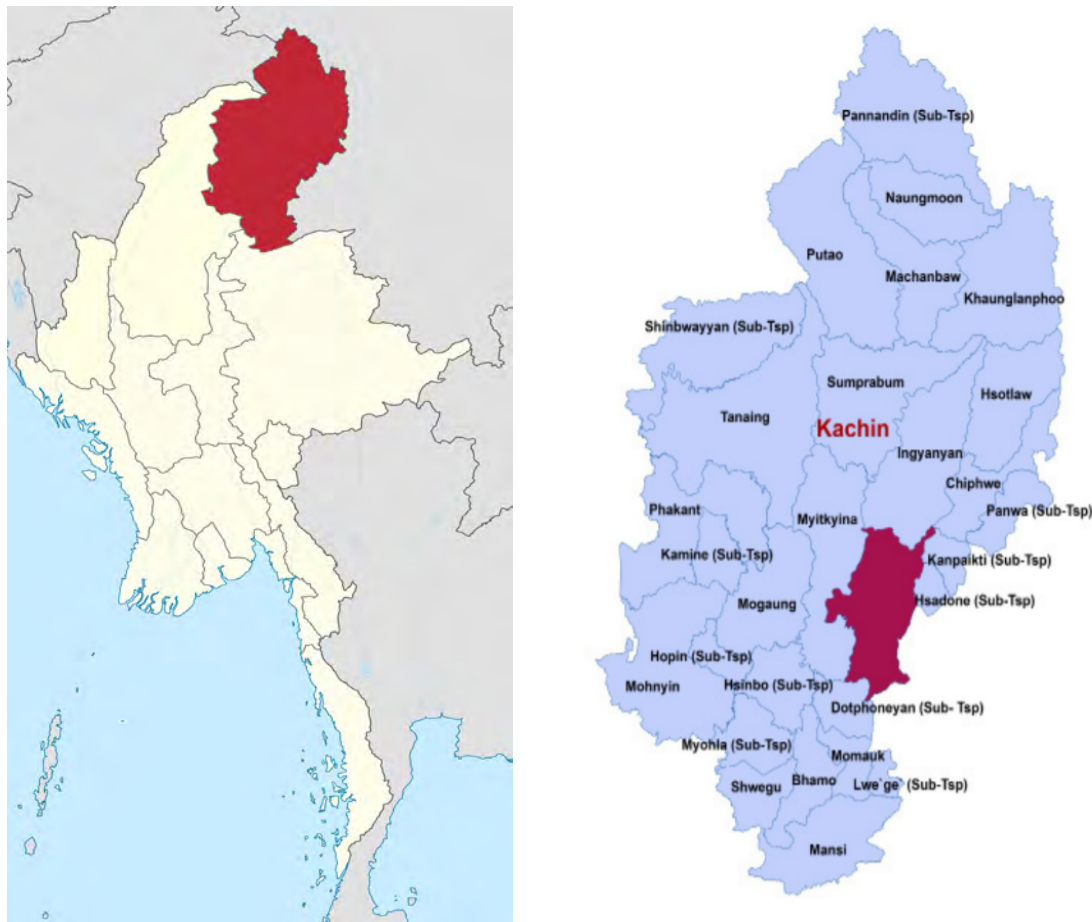 Pannandin (Sub-Tsp)
Naungmoon
Putao
Machanbaw
Khaunglanphoo
Shinbwayyan (Sub-Tsp)
Sumprabum
Hsotlaw
Tanaing
Kachin
Ingyanyan
Chiphwe
Phakant
Myitkyina
Panwa (Sub-Tsp)
Kamine (Sub-Tsp)
Kanpaikti (Sub-Tsp)
Mogaung
Hsadone (Sub-Tsp)
Hopin (Sub-Tsp)
Mohnyin
Hsinbo (Sub-Tsp)
Dotphoneyan (Sub- Tsp)
Myohla (Sub-Tsp)
Momauk
Shwegu
Bhamo
Lwe`ge` (Sub-Tsp)
Mansi